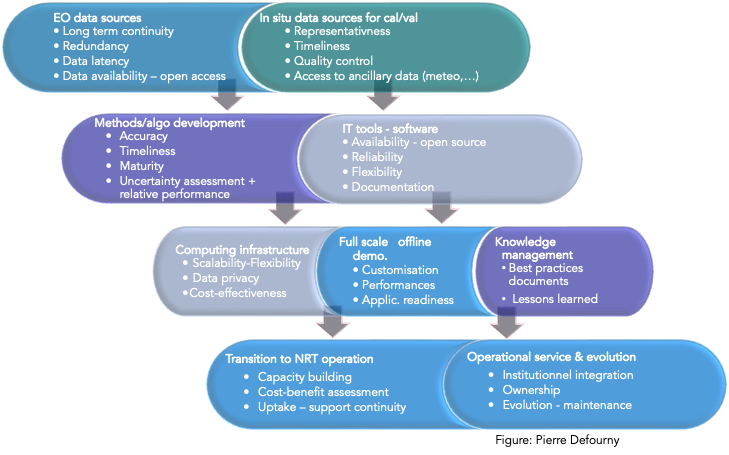 EO data sources
• Long term continuity
• Redundancy
• Data latency
• Data availability – open access
In situ data sources for cal/val
• Representativness
• Timeliness
• Quality control
• Access to ancillary data (meteo,…)
Methods/algo development
• Accuracy
• Timeliness
• Maturity
• Uncertainty assessment +
relative performance
IT tools - software
• Availability - open source
• Reliability
• Flexibility
• Documentation
Computing infrastructure
• Scalability-Flexibility
• Data privacy
• Cost-effectiveness
Full scale offline
demo.
• Customisation
• Performances
• Applic. readiness
Knowledge
management
• Best practices
documents
• Lessons learned
Transition to NRT operation
• Capacity building
• Cost-benefit assessment
• Uptake – support continuity
Operational service & evolution
• Institutionnel integration
• Ownership
• Evolution - maintenance
Figure: Pierre Defourny